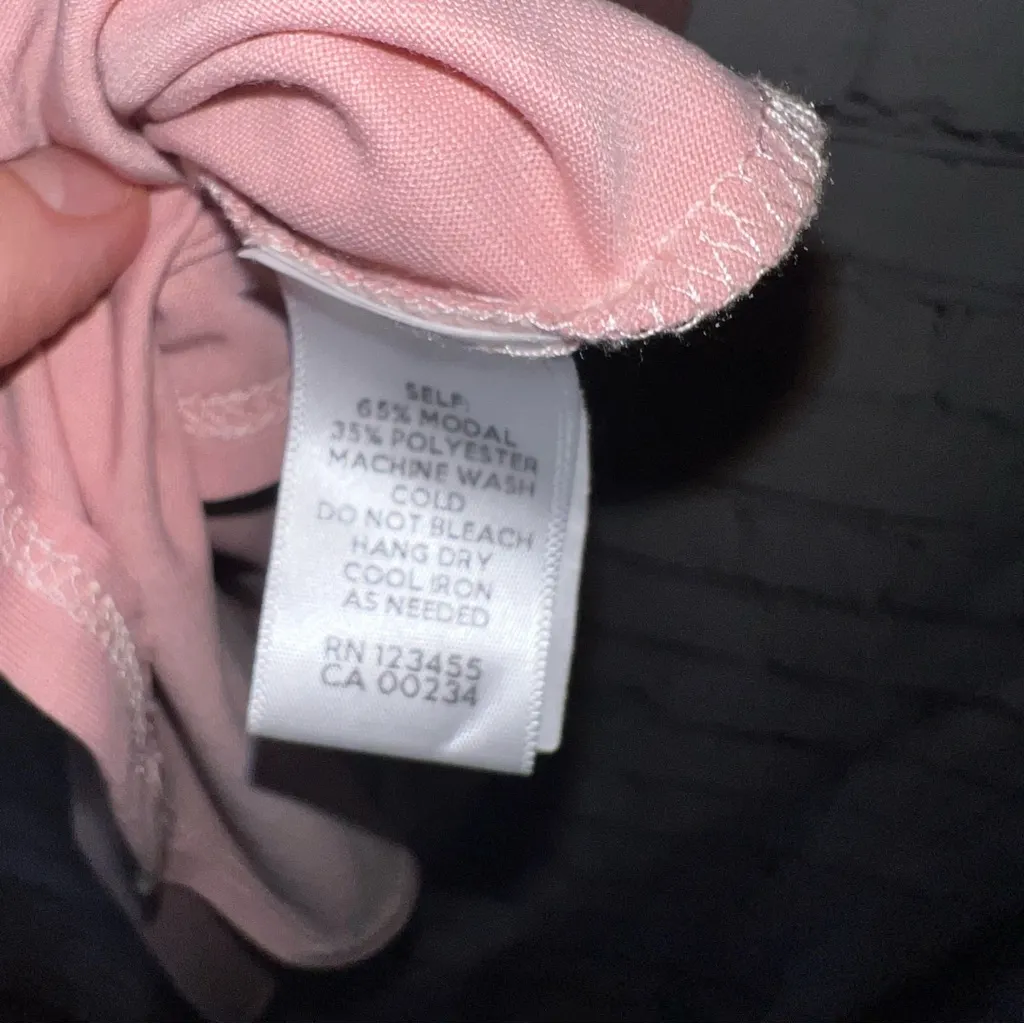 SELF:
65% MODAL
35% POLYESTER
MACHINE WASH
COLD
DO NOT BLEACH
HANG DRY
COOL IRON
AS NEEDED
RN 123455
CA 00234